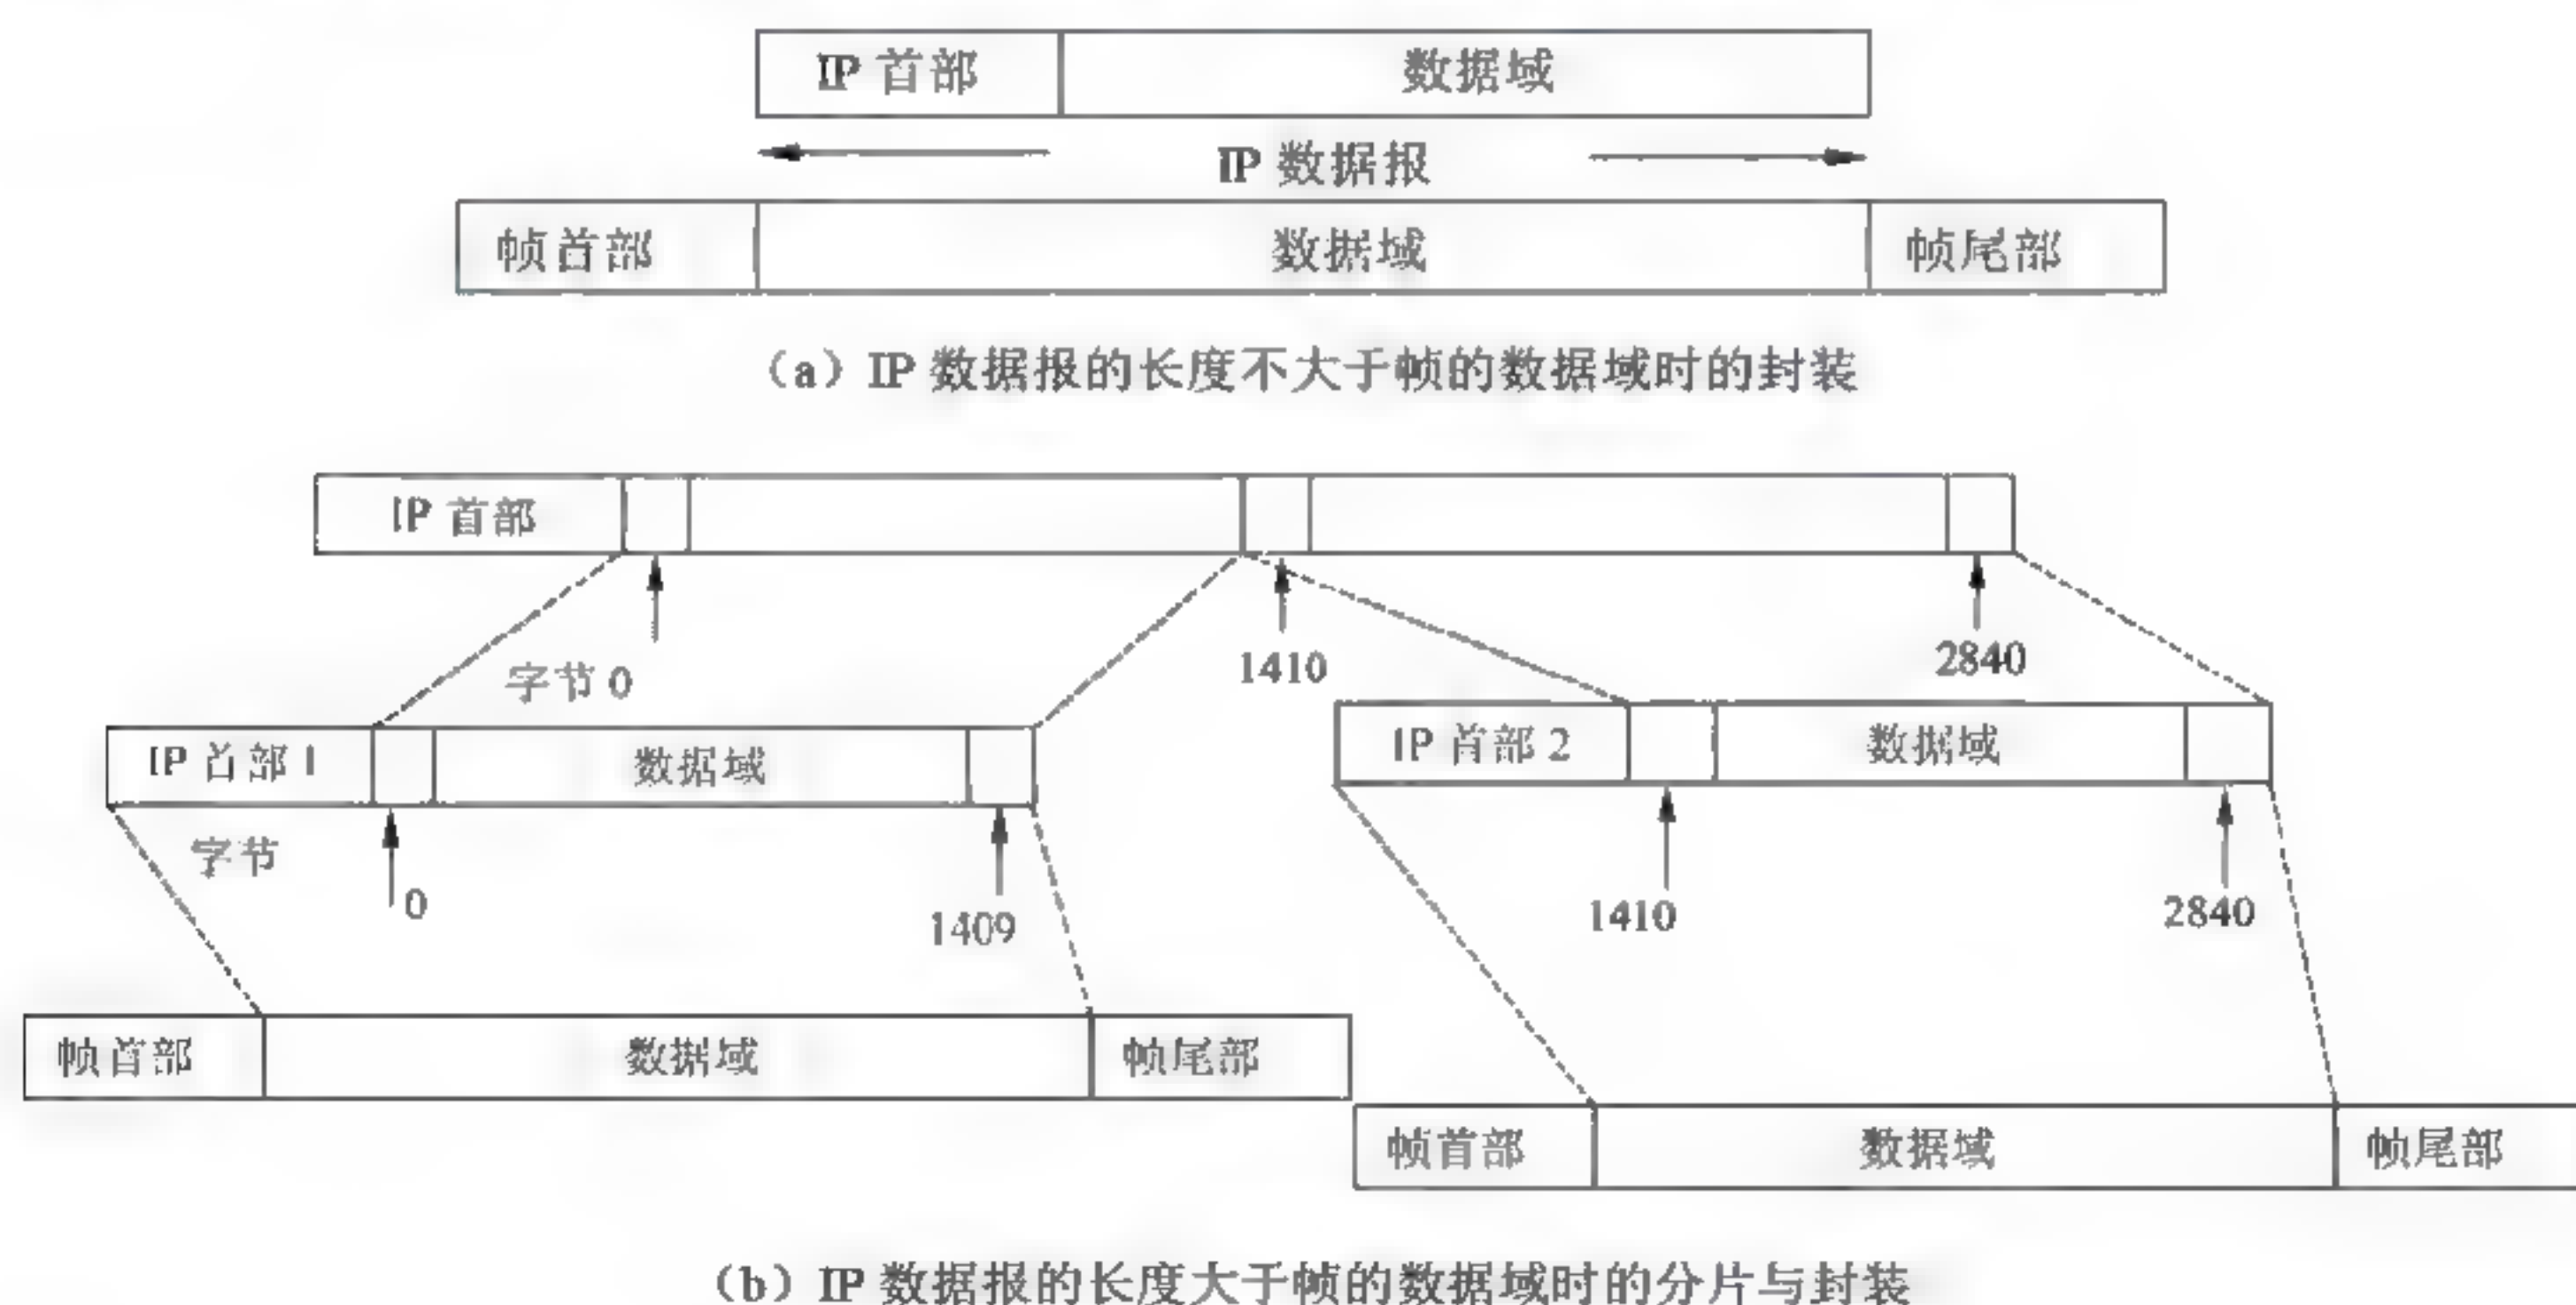 IP 首部 数据域
IP 数据报
帧首部 数据域 帧尾部
（a）IP 数据报的长度不大于帧的数据域时的封装
IP 首部
字节 0 1410 2840
IP 首部 1 数据域 IP 首部 2 数据域
字节 0 1409 1410 2840
帧首部 数据域 帧尾部
帧首部 数据域 帧尾部
（b）IP 数据报的长度大于帧的数据域时的分片与封装